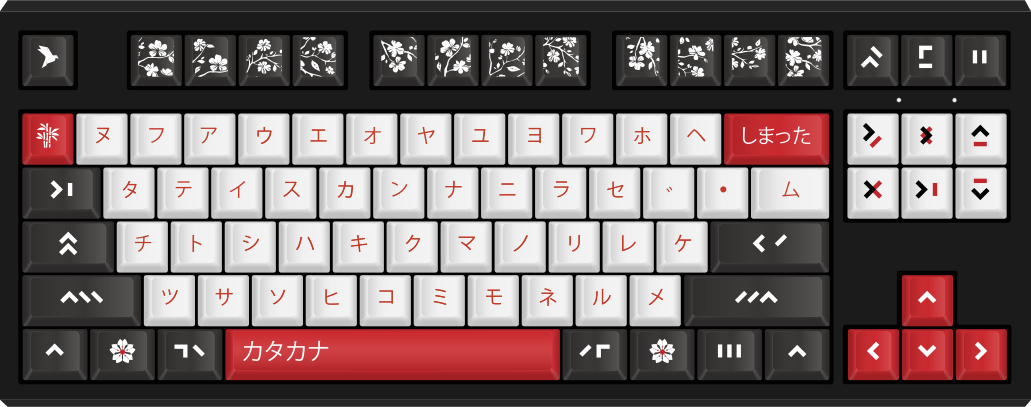 ヌ フ ア ウ エ オ ヤ ユ ヨ ワ ホ ヘ しまった
タ テ イ ス カ ン ナ ニ ラ セ ゛ • ム
チ ト シ ハ キ ク マ ノ リ レ ケ
ツ サ ソ ヒ コ ミ モ ネ ル メ
カタカナ